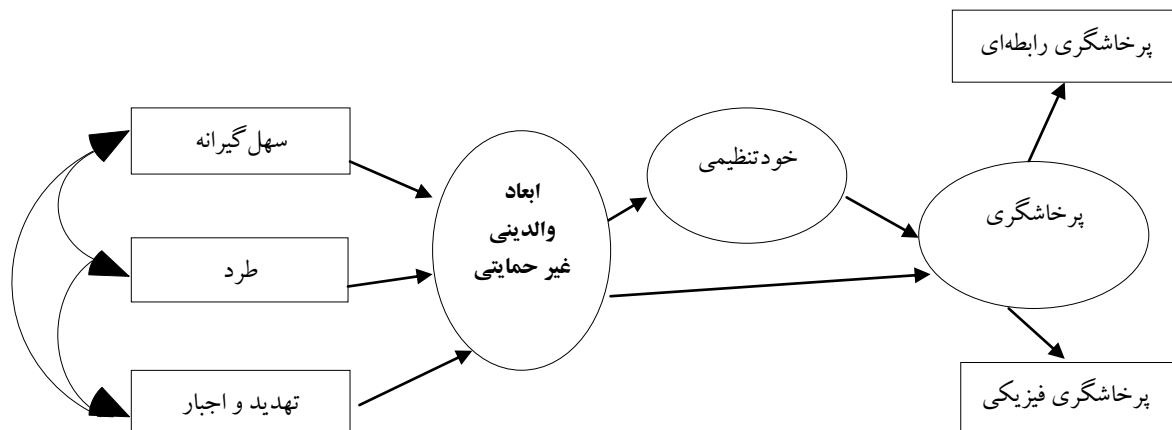 پرخاشگری رابطه‌ای
سهل‌گیرانه
خودتنظیمی
ابعاد
والدینی
غیر حمایتی
پرخاشگری
طرد
تهدید و اجبار
پرخاشگری فیزیکی